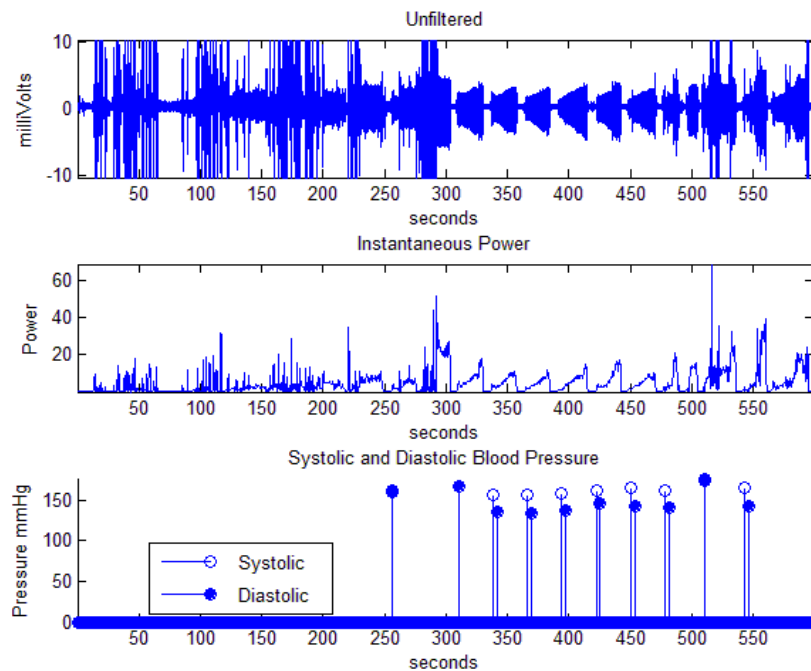 Unfiltered
10
0
-10
milliVolts
50 100 150 200 250 300 350 400 450 500 550
seconds
Instantaneous Power
60
40
20
Power
50 100 150 200 250 300 350 400 450 500 550
seconds
Systolic and Diastolic Blood Pressure
150
100
50
0
Pressure mmHg
Systolic
Diastolic
50 100 150 200 250 300 350 400 450 500 550
seconds